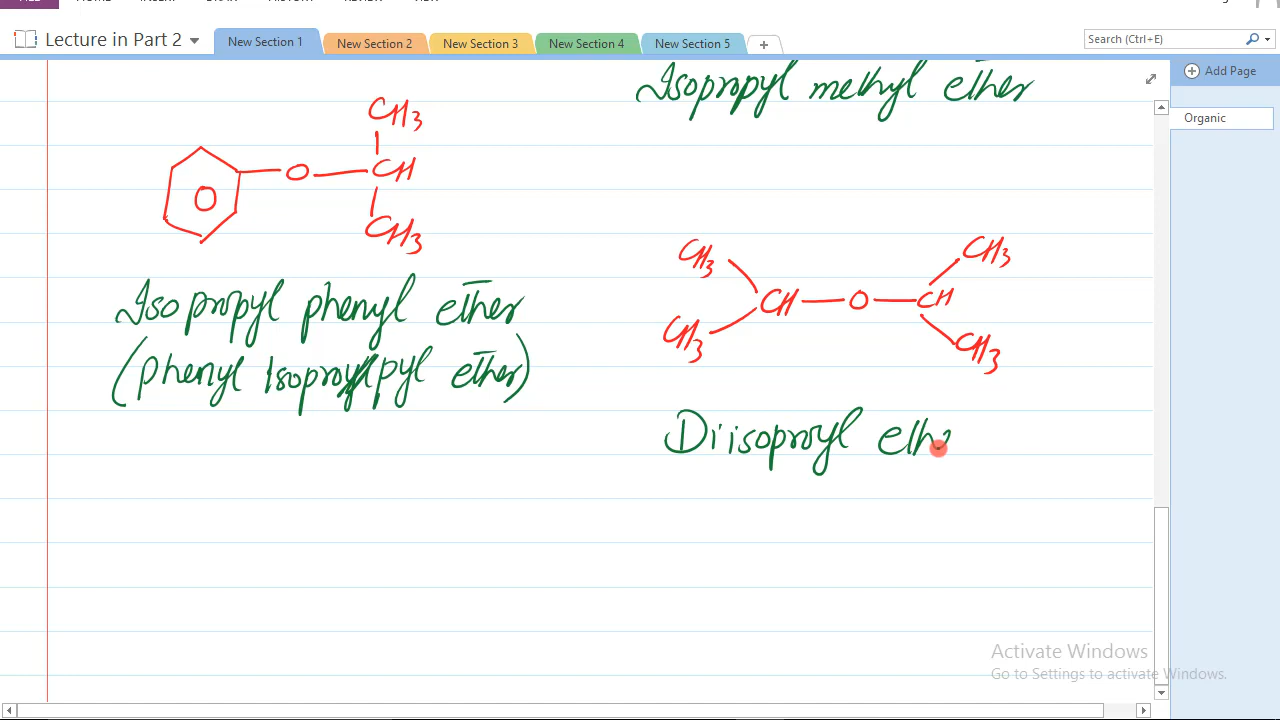 Lecture in Part 2
New Section 1
New Section 2
New Section 3
New Section 4
New Section 5
+
Search (Ctrl+E)
Add Page
Organic
Isopropyl methyl ether
CH3
O CH
CH3
Isopropyl phenyl ether
(Phenyl Isopropyl ether)
CH3 CH3
CH O CH
CH3 CH3
Diisoproyl eth
Activate Windows
Go to Settings to activate Windows.